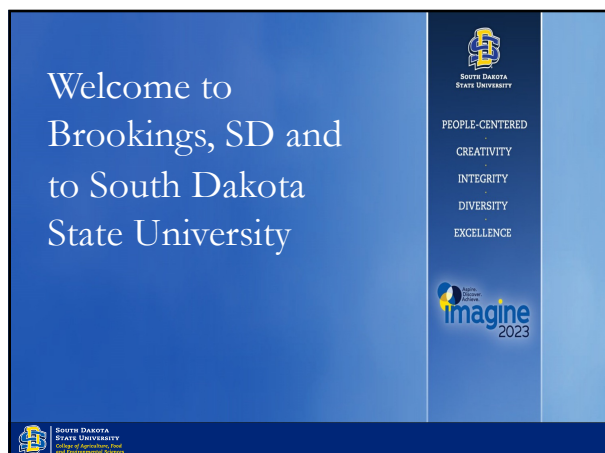 Welcome to
Brookings, SD and
to South Dakota
State University
SOUTH DAKOTA
STATE UNIVERSITY
PEOPLE-CENTERED
CREATIVITY
INTEGRITY
DIVERSITY
EXCELLENCE
Aspire.
Discover.
Achieve.
imagine
2023
SOUTH DAKOTA
STATE UNIVERSITY
College of Agriculture, Food
and Environmental Sciences